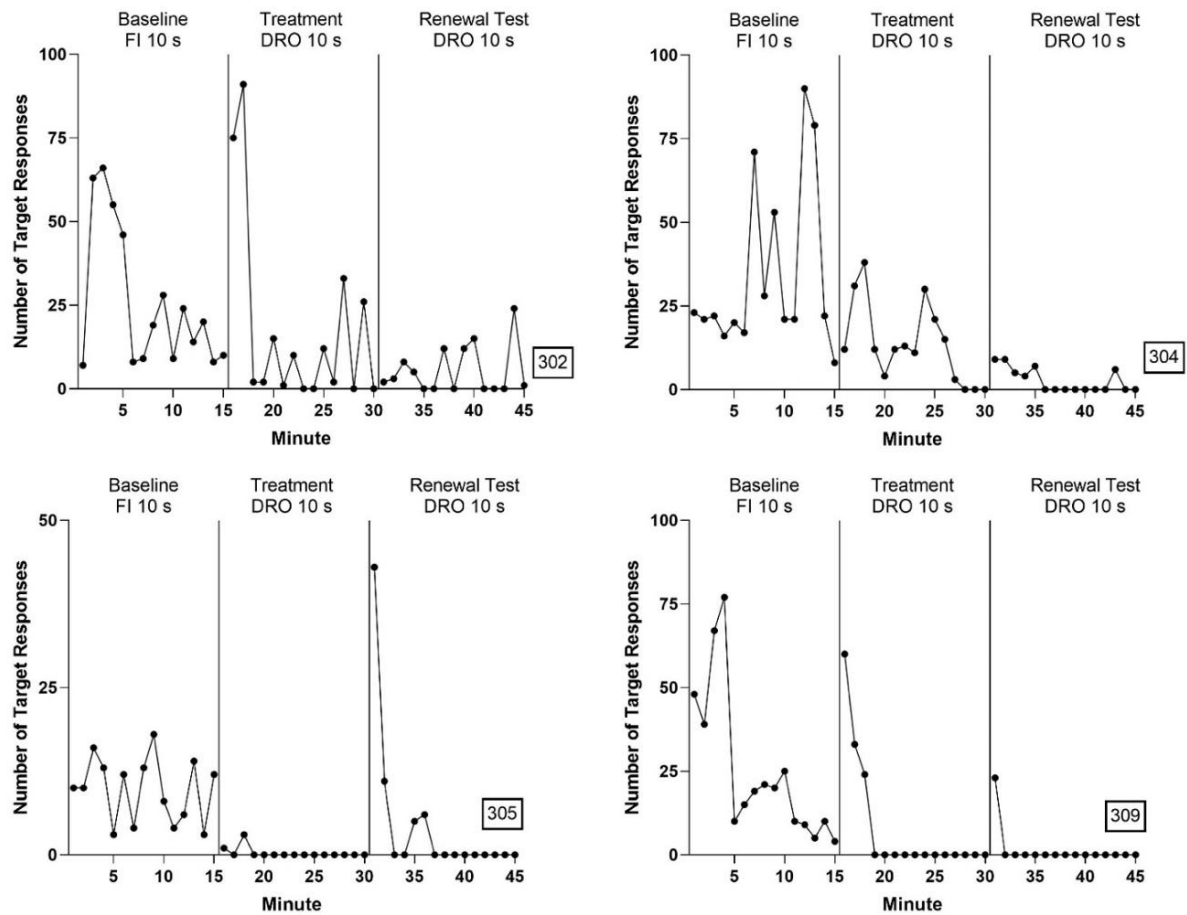 Baseline
FI 10 s
Treatment
DRO 10 s
Renewal Test
DRO 10 s
Number of Target Responses
100
75
50
25
0
5
10
15
20
25
30
35
40
45
Minute
302
Baseline
FI 10 s
Treatment
DRO 10 s
Renewal Test
DRO 10 s
Number of Target Responses
100
75
50
25
0
5
10
15
20
25
30
35
40
45
Minute
304
Baseline
FI 10 s
Treatment
DRO 10 s
Renewal Test
DRO 10 s
Number of Target Responses
50
25
0
5
10
15
20
25
30
35
40
45
Minute
305
Baseline
FI 10 s
Treatment
DRO 10 s
Renewal Test
DRO 10 s
Number of Target Responses
100
75
50
25
0
5
10
15
20
25
30
35
40
45
Minute
309